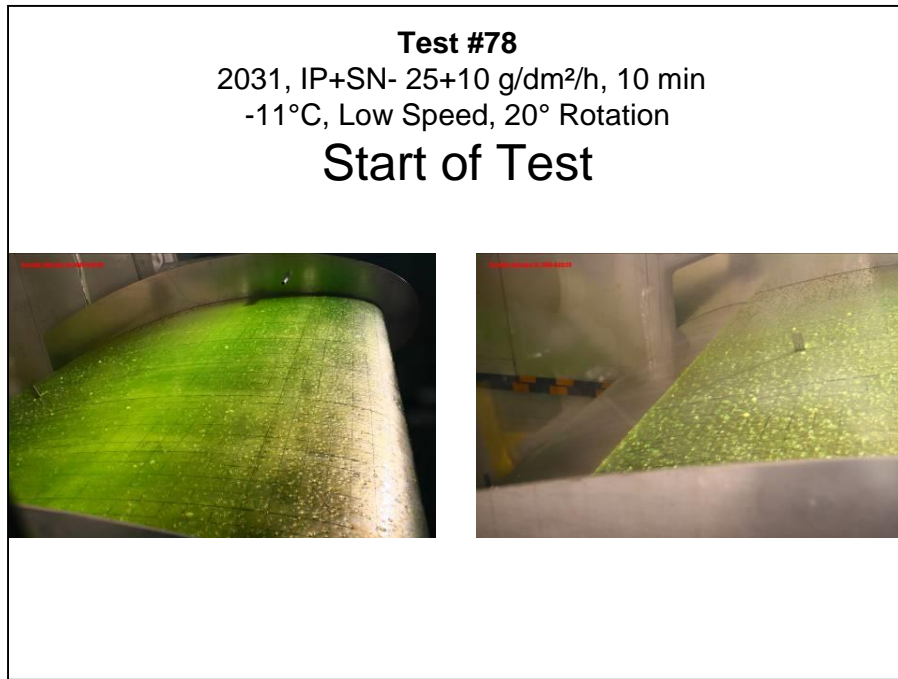 Test #78
2031, IP+SN- 25+10 g/dm²/h, 10 min
-11°C, Low Speed, 20° Rotation
Start of Test